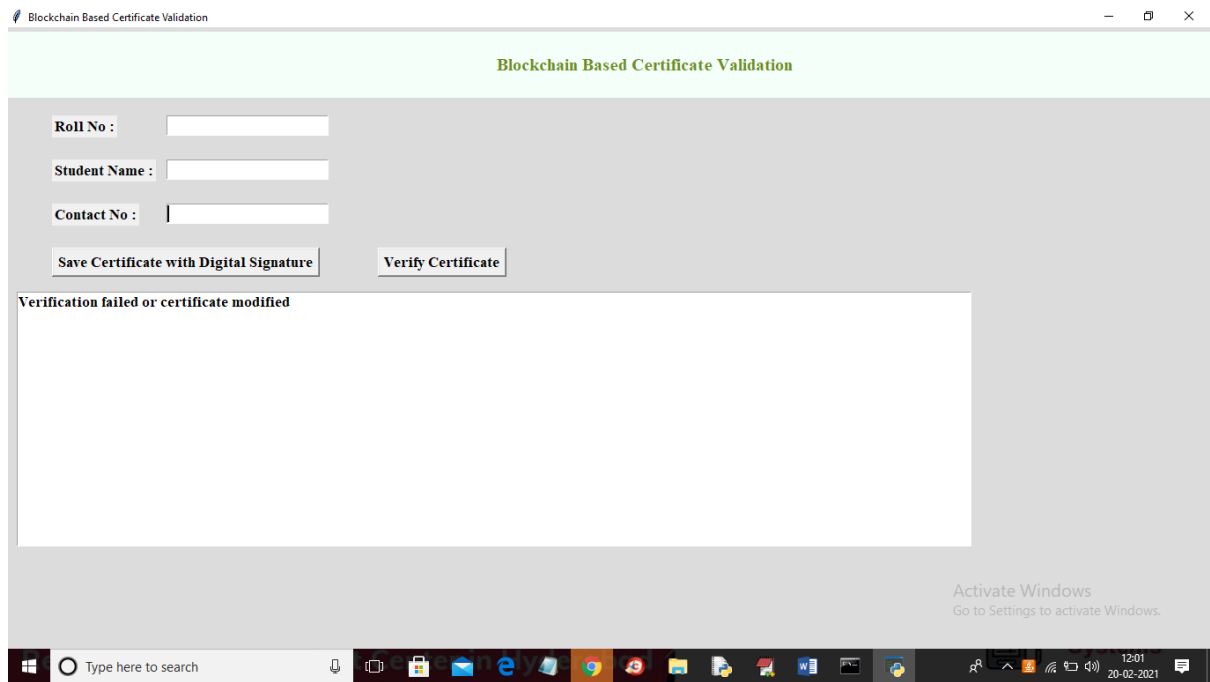 Blockchain Based Certificate Validation
Blockchain Based Certificate Validation
Roll No :
Student Name :
Contact No :
Save Certificate with Digital Signature Verify Certificate
Verification failed or certificate modified
Activate Windows
Go to Settings to activate Windows.
Type here to search
12:01
20-02-2021